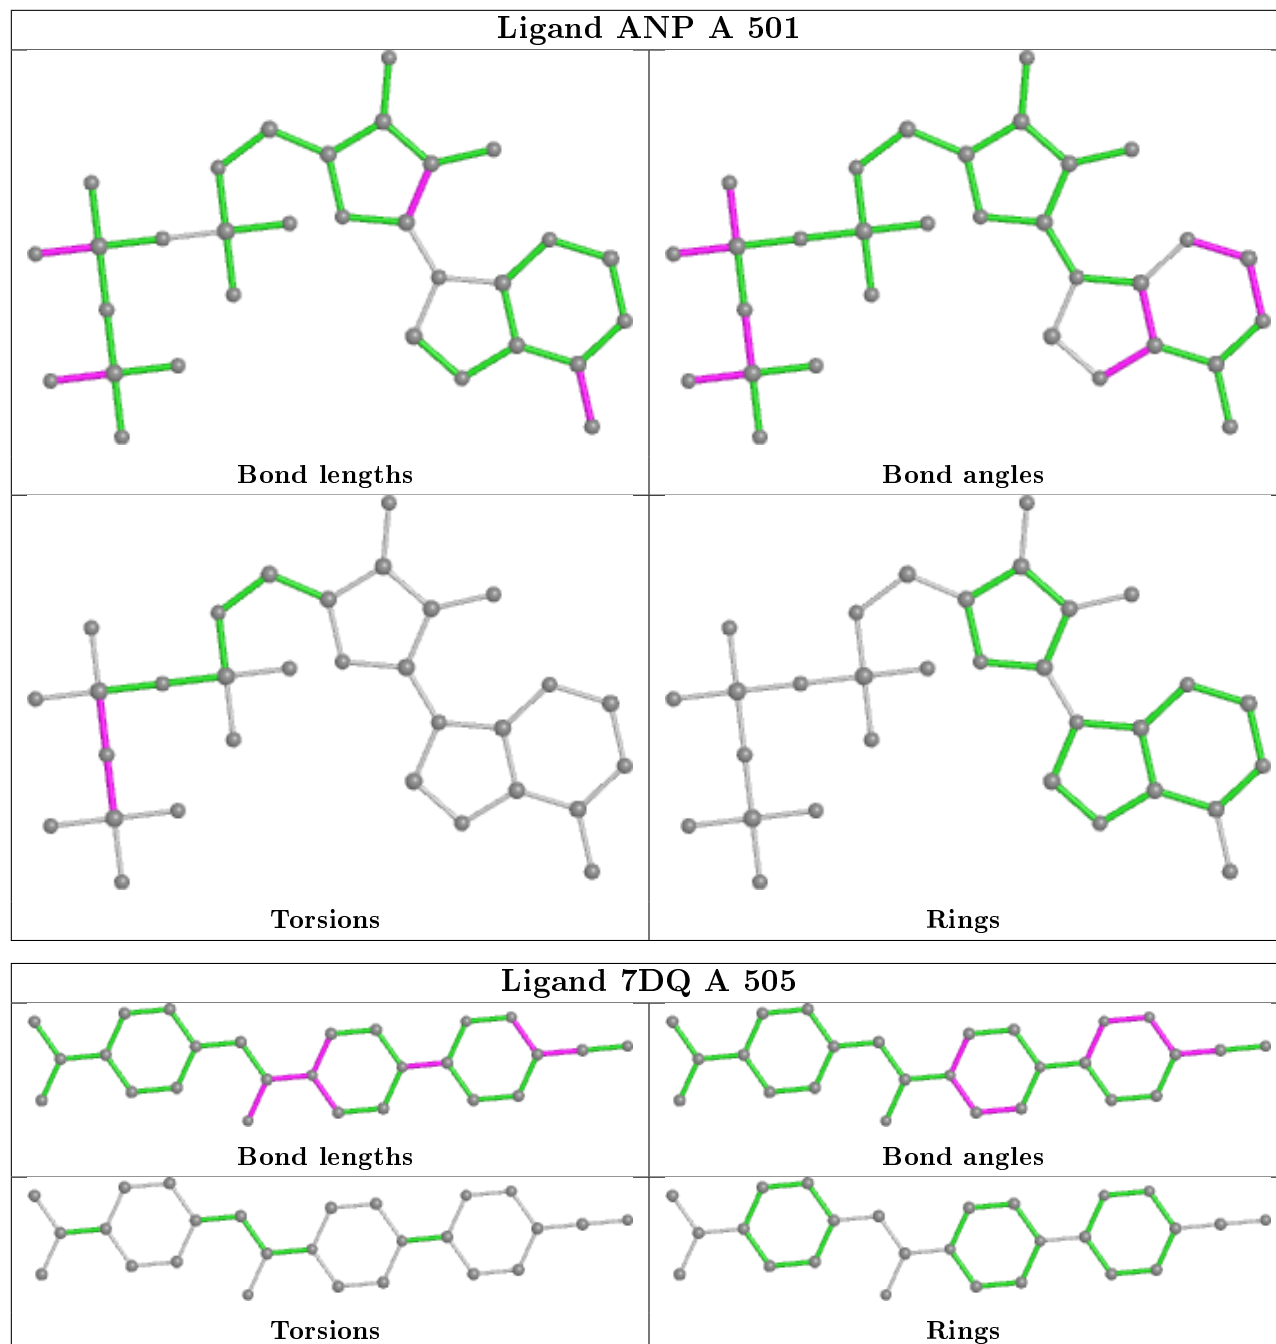 Ligand ANP A 501
Bond lengths
Bond angles
Torsions
Rings
Ligand 7DQ A 505
Bond lengths
Bond angles
Torsions
Rings